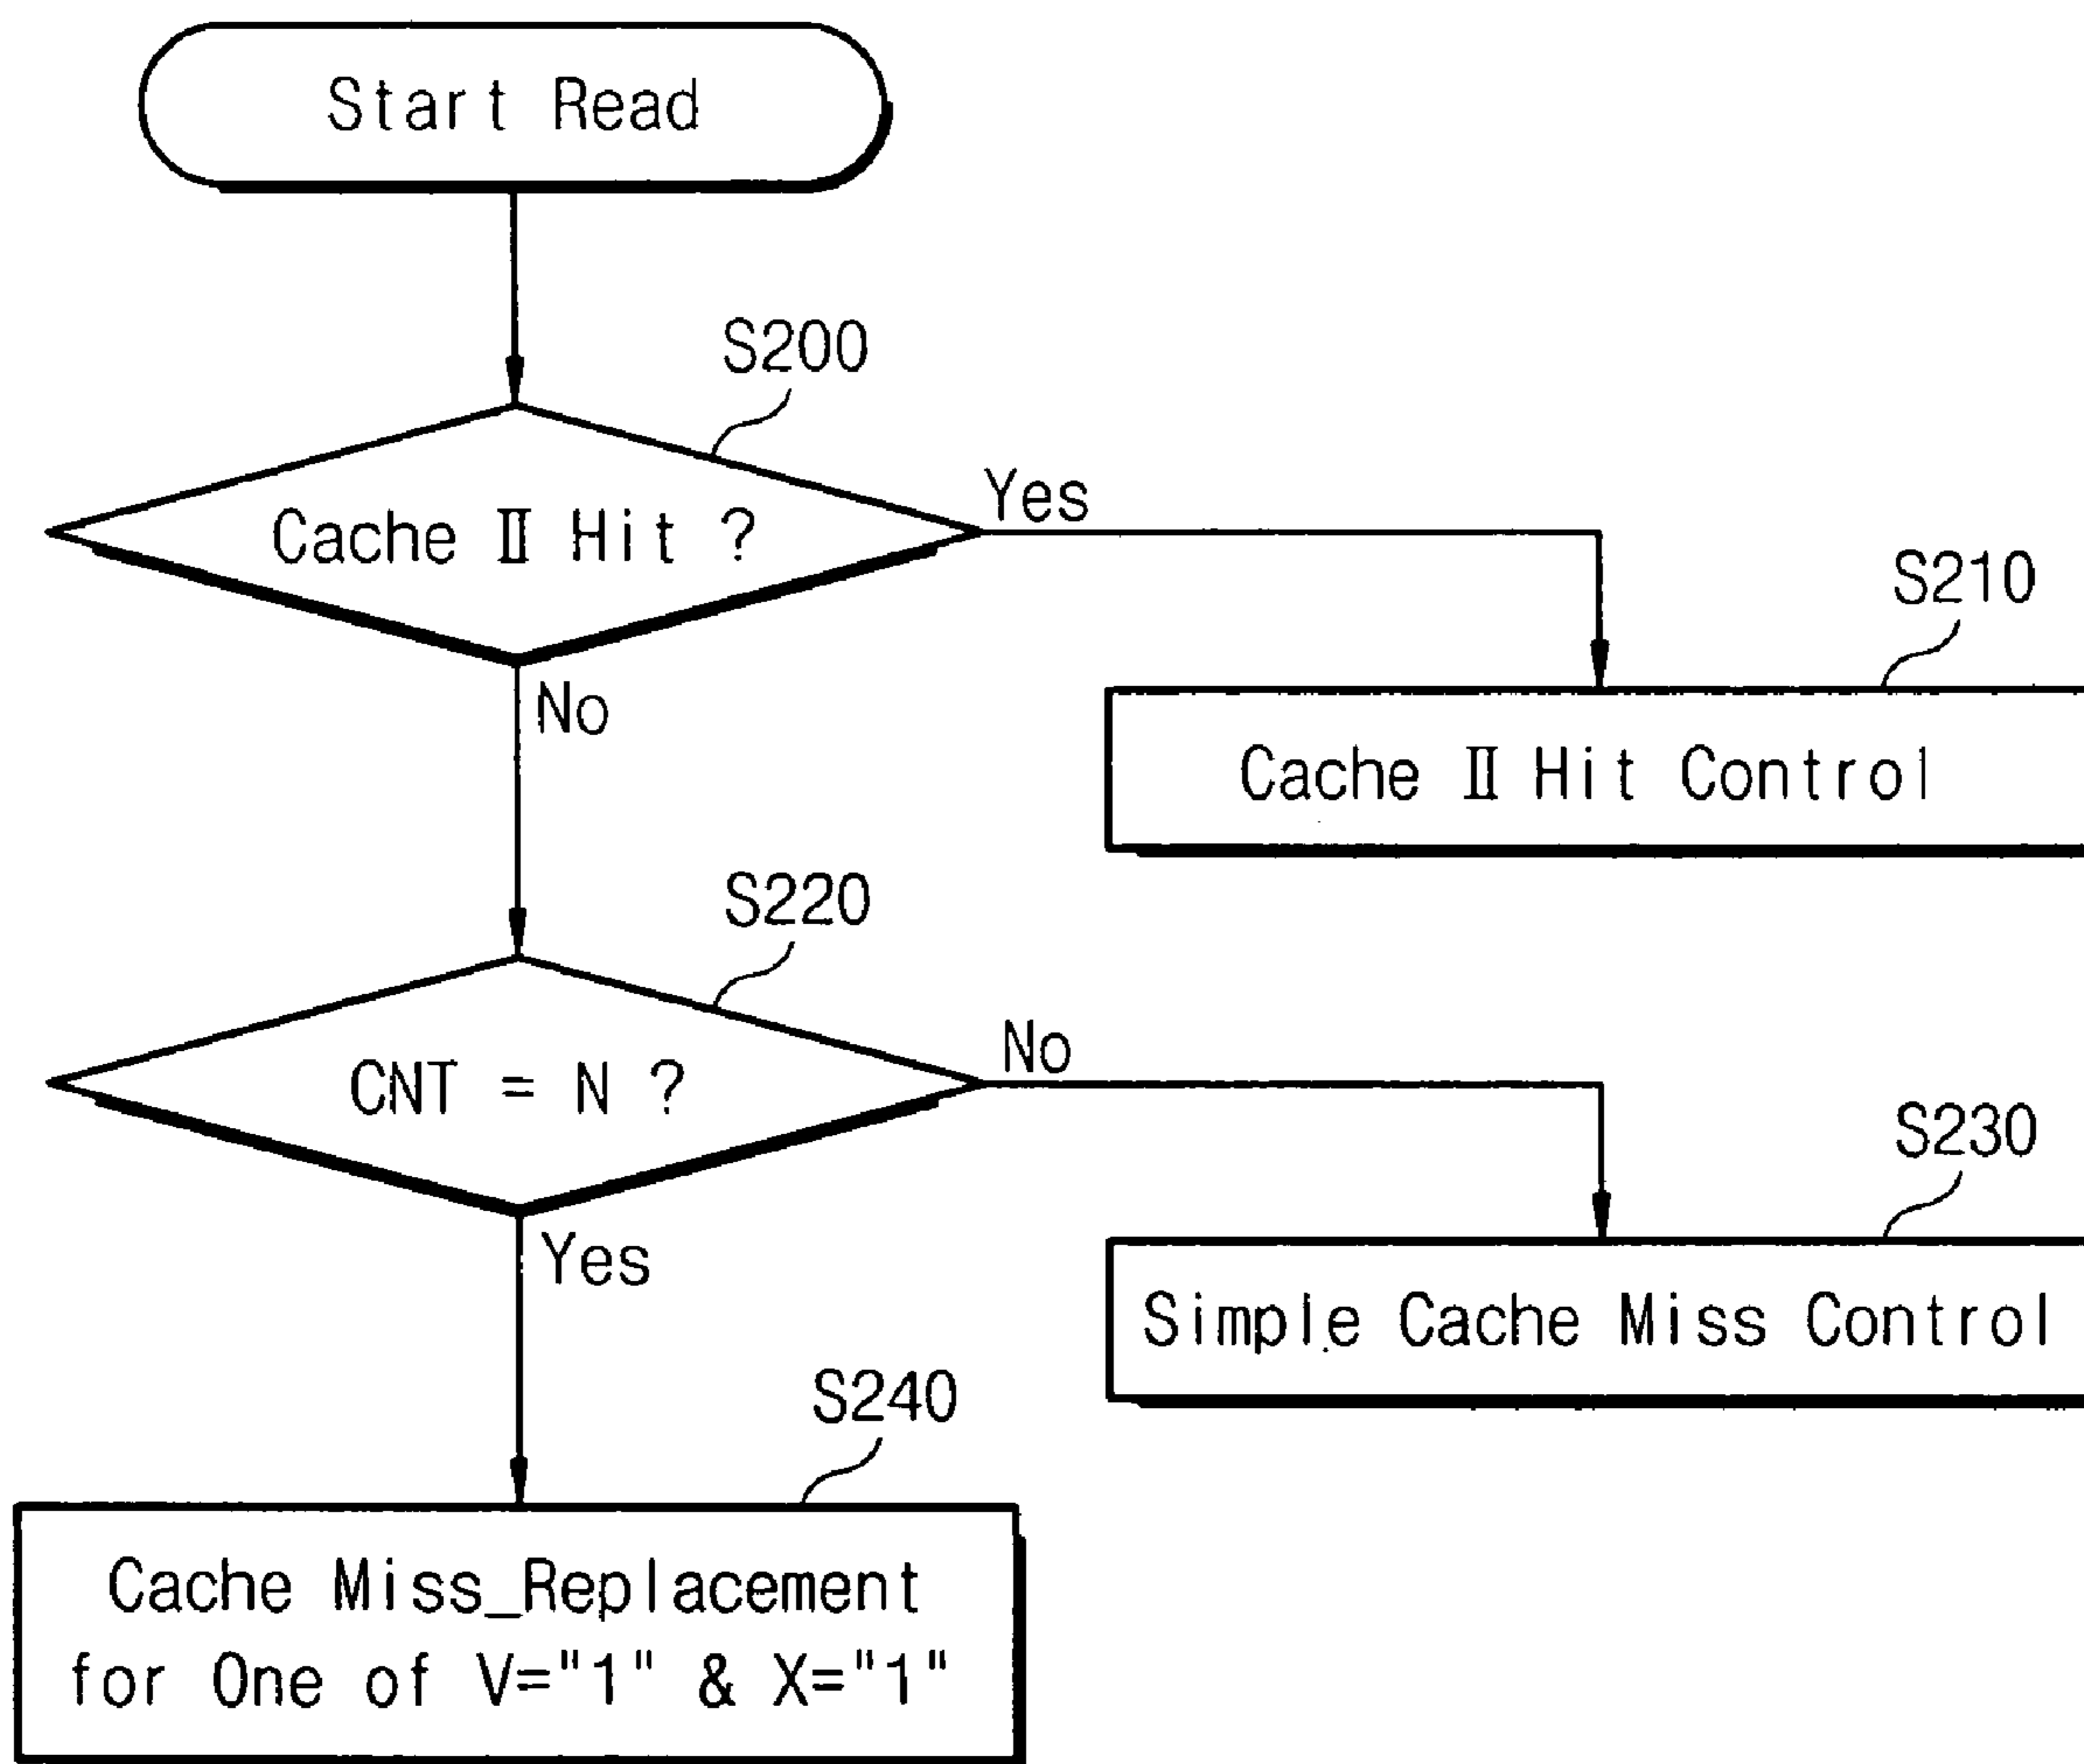 Start Read
S200
Cache Ⅱ Hit ?
Yes
S210
No
Cache Ⅱ Hit Control
S220
CNT = N ?
No
S230
Yes
Simple Cache Miss Control
S240
Cache Miss_Replacement
for One of V="1" & X="1"